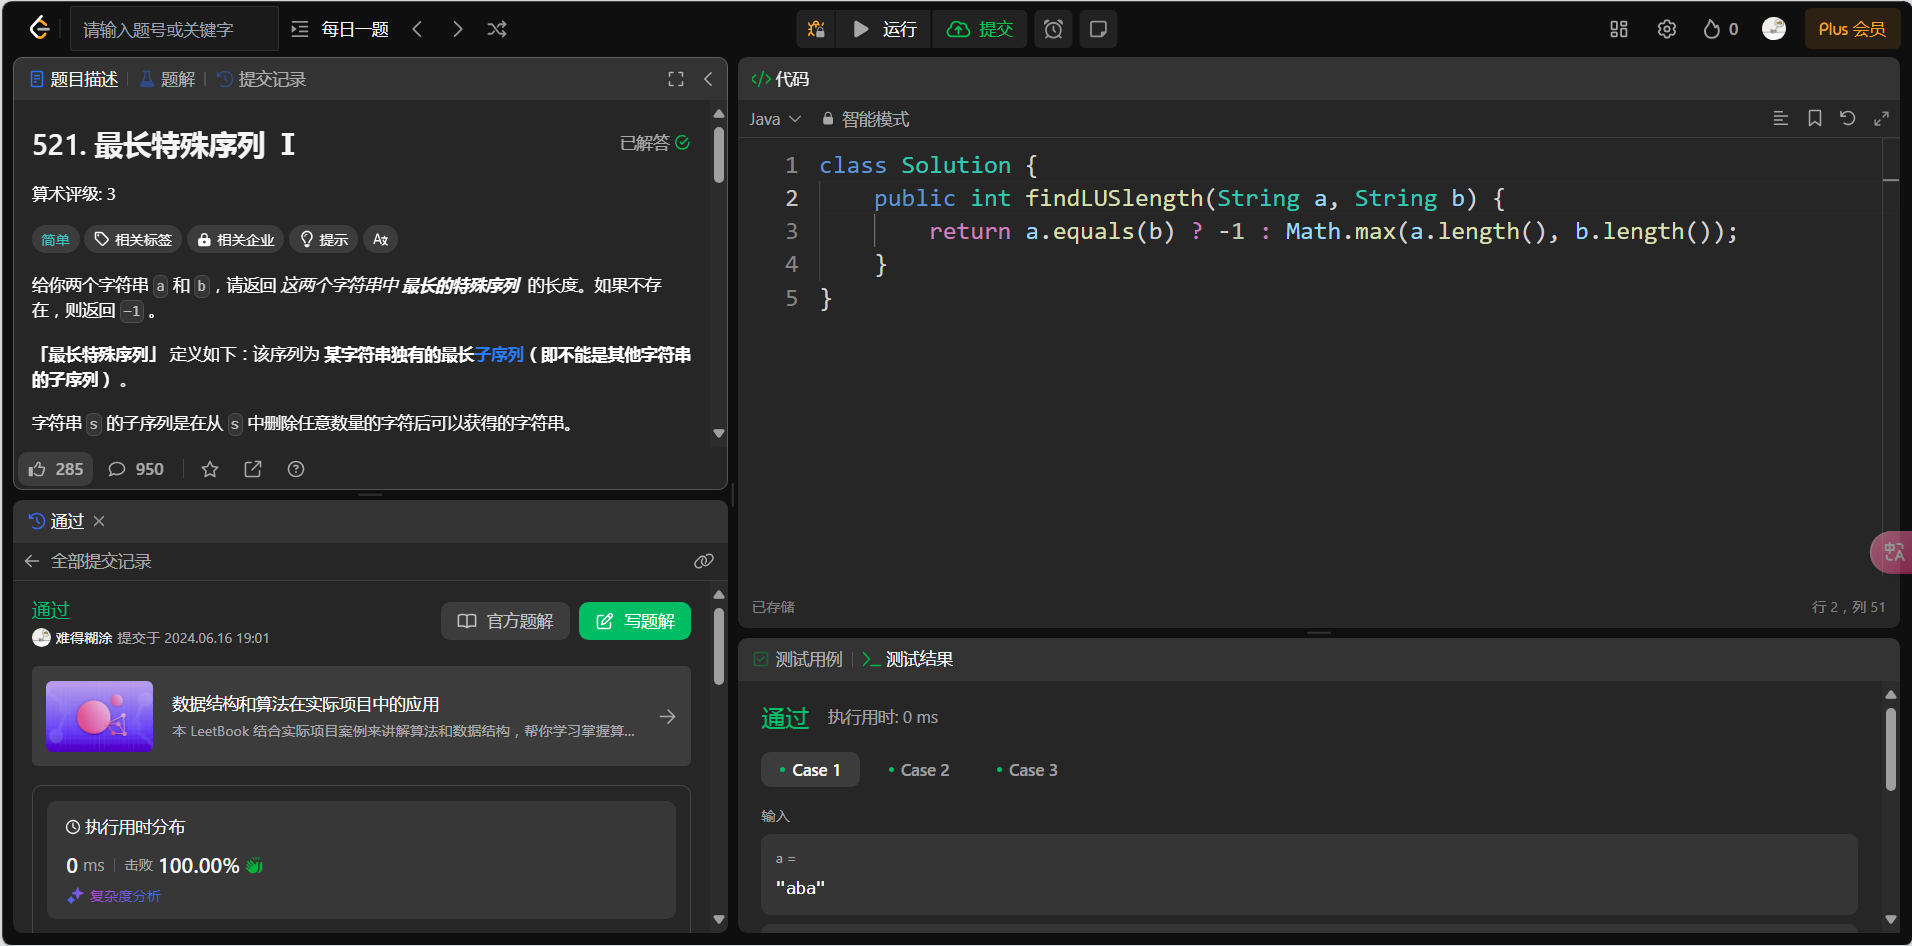 请输入题号或关键字
每日一题
运行
提交
0
Plus 会员
题目描述
题解
提交记录
521. 最长特殊序列 Ⅰ
已解答
算术评级: 3
简单
相关标签
相关企业
提示
给你两个字符串 a 和 b，请返回 这两个字符串中 最长的特殊序列 的长度。如果不存
在，则返回 -1 。
「最长特殊序列」 定义如下：该序列为 某字符串独有的最长子序列（即不能是其他字符串
的子序列） 。
字符串 s 的子序列是在从 s 中删除任意数量的字符后可以获得的字符串。
285
950
通过
全部提交记录
通过
难得糊涂 提交于 2024.06.16 19:01
官方题解
写题解
数据结构和算法在实际项目中的应用
本 LeetBook 结合实际项目案例来讲解算法和数据结构，帮你学习掌握算...
执行用时分布
0 ms
击败 100.00%
复杂度分析
</> 代码
Java
智能模式
1 class Solution {
2 public int findLUSlength(String a, String b) {
3 return a.equals(b) ? -1 : Math.max(a.length(), b.length());
4 }
5 }
已存储
行 2，列 51
测试用例
测试结果
通过
执行用时: 0 ms
Case 1
Case 2
Case 3
输入
a =
"aba"